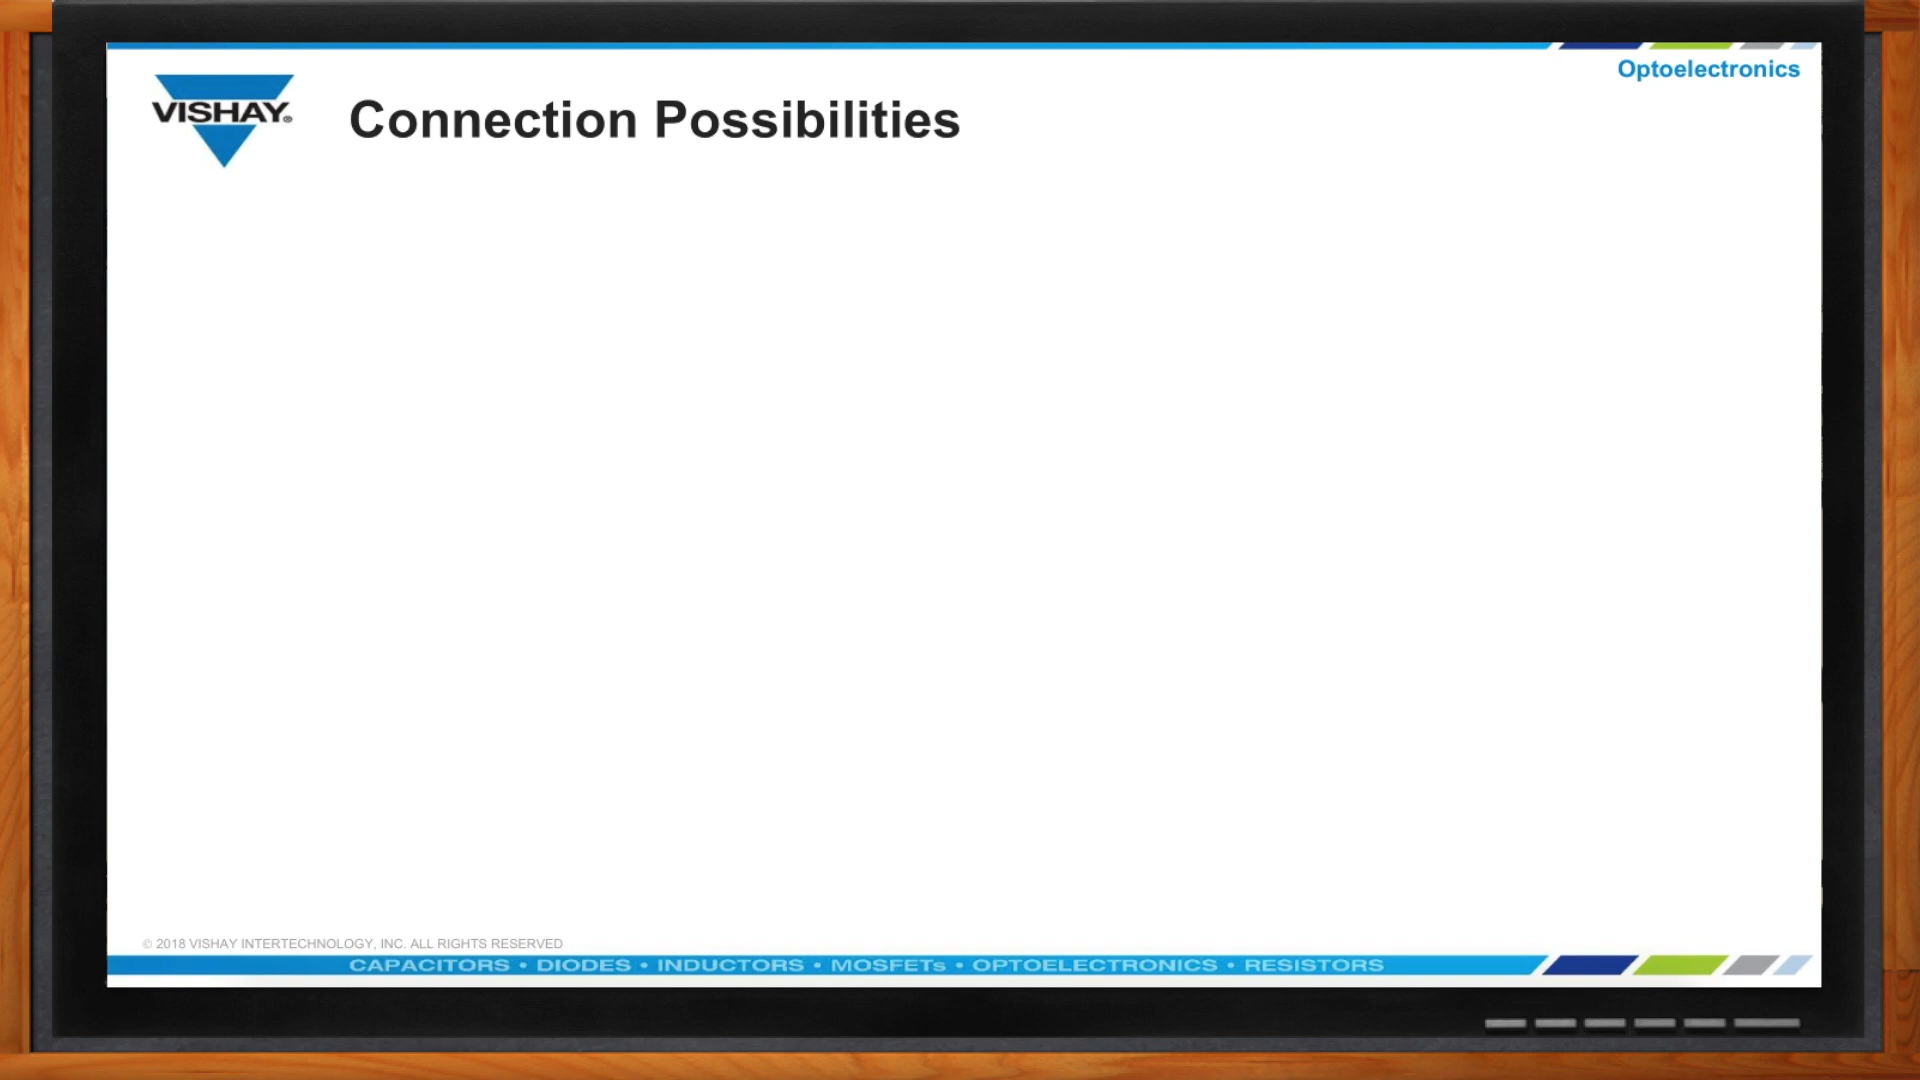 Optoelectronics
VISHAY®
Connection Possibilities
© 2018 VISHAY INTERTECHNOLOGY, INC. ALL RIGHTS RESERVED
CAPACITORS • DIODES • INDUCTORS • MOSFETs • OPTOELECTRONICS • RESISTORS